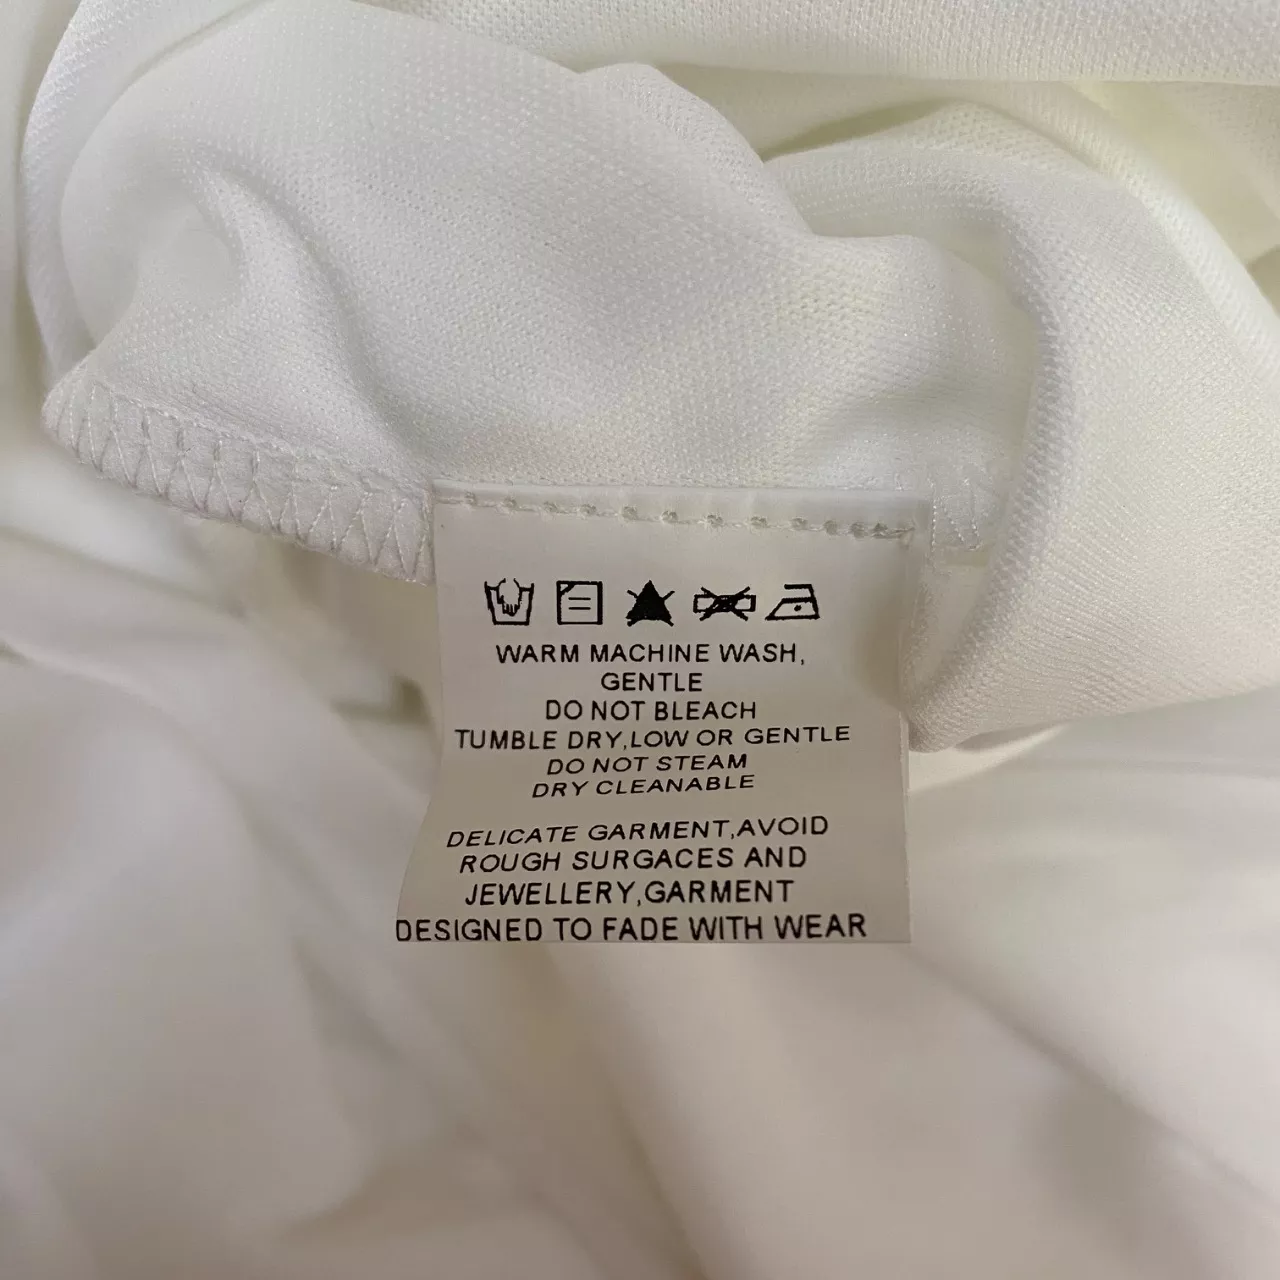 WARM MACHINE WASH,
GENTLE
DO NOT BLEACH
TUMBLE DRY,LOW OR GENTLE
DO NOT STEAM
DRY CLEANABLE
DELICATE GARMENT,AVOID
ROUGH SURGACES AND
JEWELLERY,GARMENT
DESIGNED TO FADE WITH WEAR